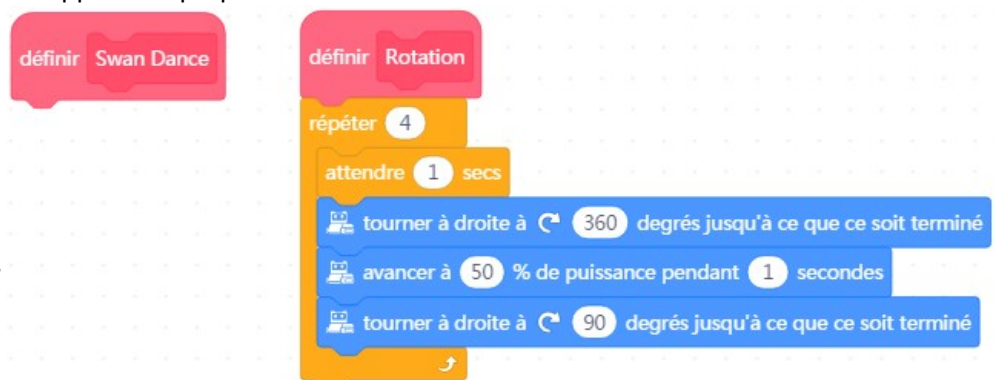 définir Swan Dance
définir Rotation
répéter 4
attendre 1 secs
tourner à droite à 360 degrés jusqu'à ce que ce soit terminé
avancer à 50 % de puissance pendant 1 secondes
tourner à droite à 90 degrés jusqu'à ce que ce soit terminé